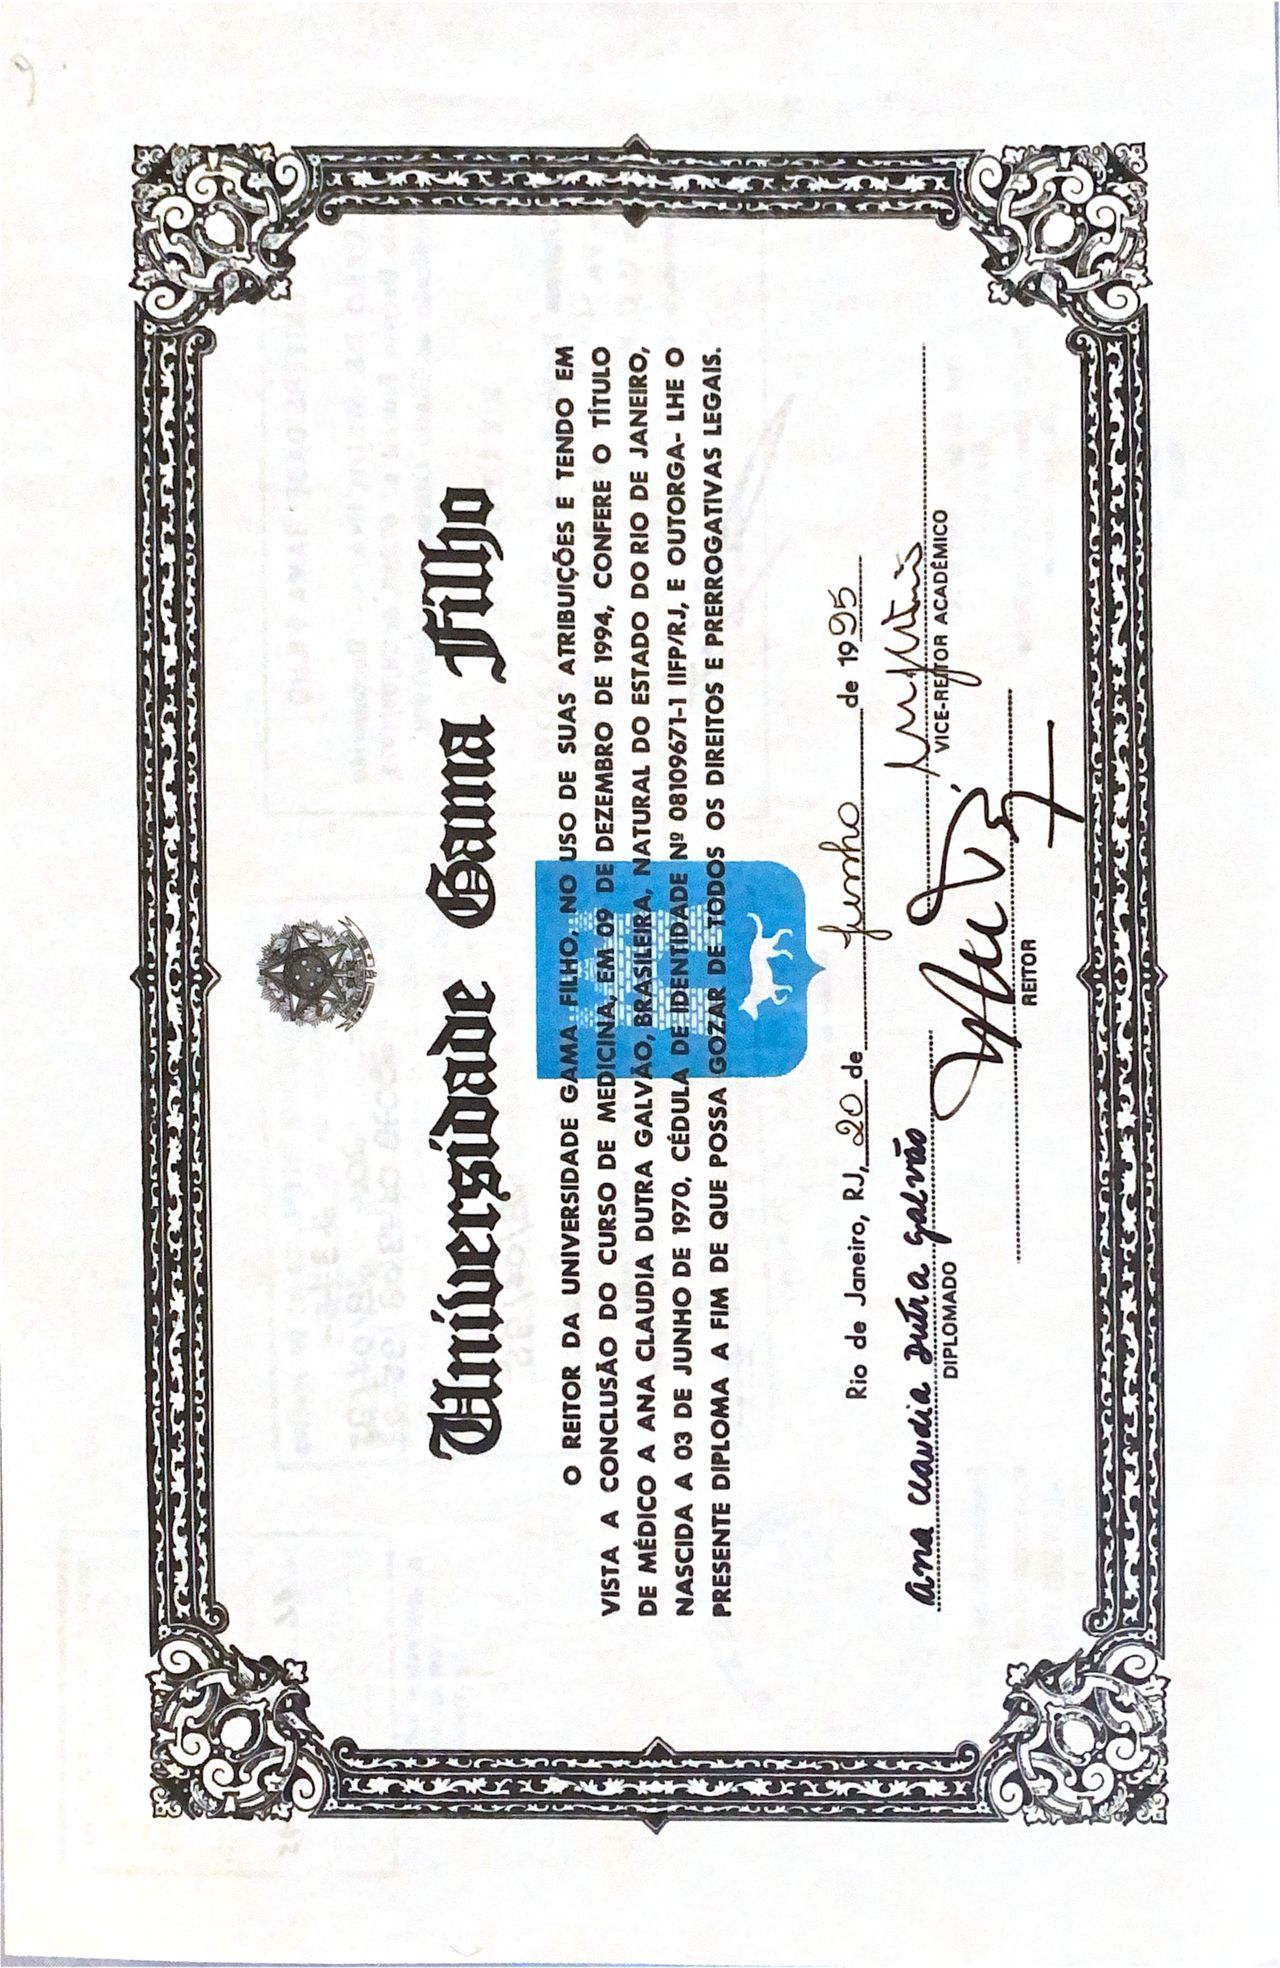 Universidade Gama Filho
O REITOR DA UNIVERSIDADE GAMA FILHO, NO USO DE SUAS ATRIBUIÇÕES E TENDO EM
VISTA A CONCLUSÃO DO CURSO DE MEDICINA, EM 09 DE DEZEMBRO DE 1994, CONFERE O TÍTULO
DE MÉDICO A ANA CLAUDIA DUTRA GALVÃO, BRASILEIRA, NATURAL DO ESTADO DO RIO DE JANEIRO,
NASCIDA A 03 DE JUNHO DE 1970, CÉDULA DE IDENTIDADE Nº 08109671-1 IIFP/RJ, E OUTORGA- LHE O
PRESENTE DIPLOMA A FIM DE QUE POSSA GOZAR DE TODOS OS DIREITOS E PRERROGATIVAS LEGAIS.
Rio de Janeiro, RJ, 20 de junho de 1995
Ana Claudia Dutra Galvão
DIPLOMADO
VICE-REITOR ACADÊMICO
REITOR